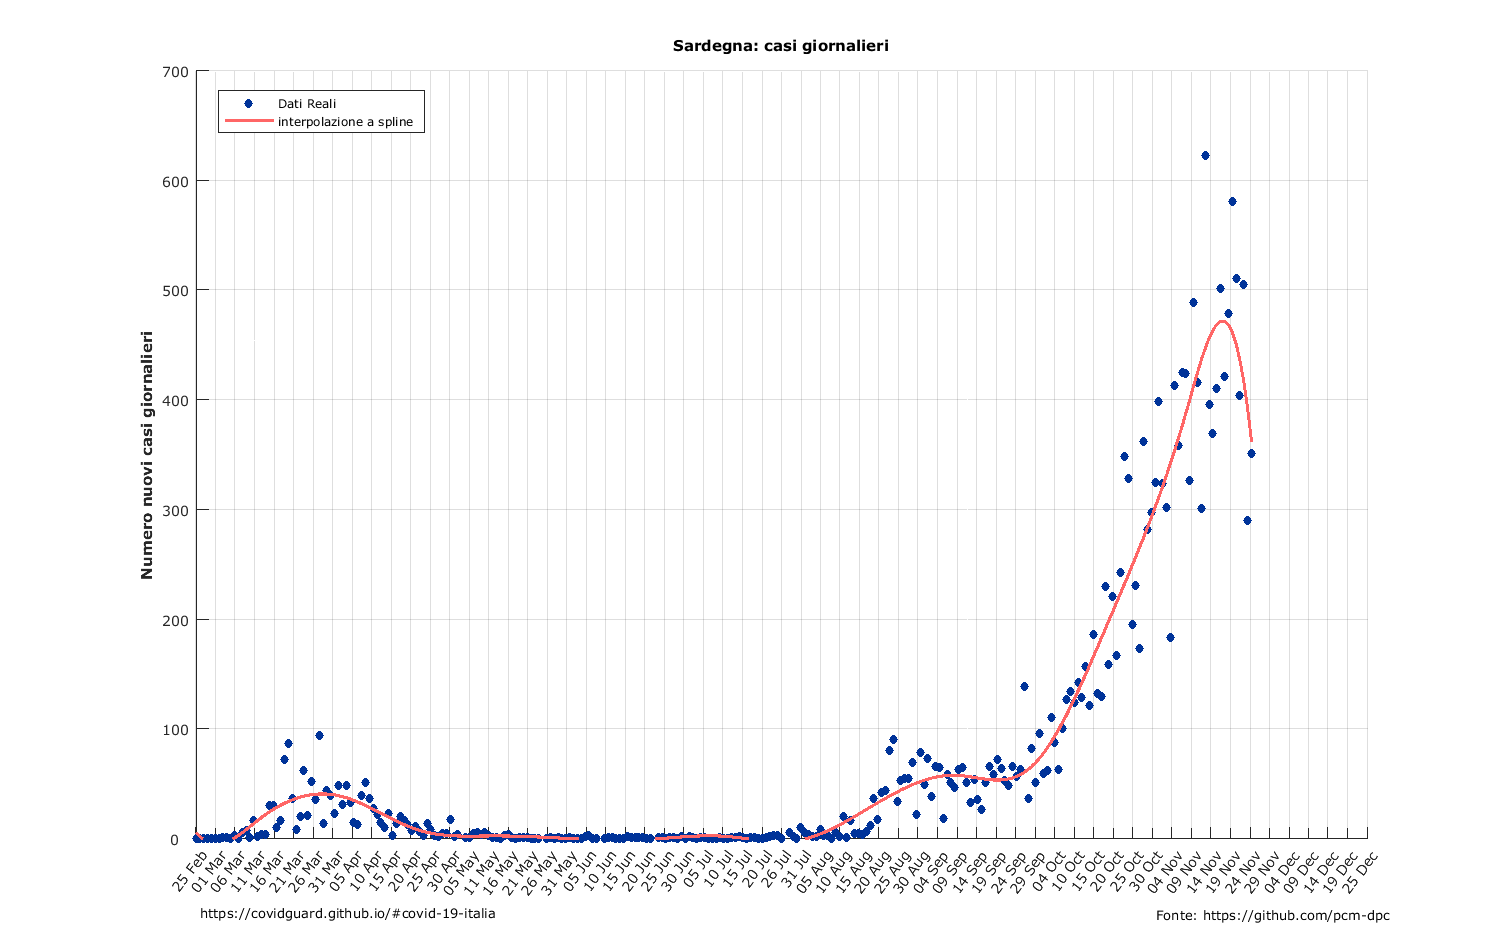 Sardegna: casi giornalieri
700
600
500
400
300
200
100
0
Numero nuovi casi giornalieri
Dati Reali
interpolazione a spline
25 Feb
01 Mar
06 Mar
11 Mar
16 Mar
21 Mar
26 Mar
31 Mar
05 Apr
10 Apr
15 Apr
20 Apr
25 Apr
30 Apr
05 May
11 May
16 May
21 May
26 May
31 May
05 Jun
10 Jun
15 Jun
20 Jun
25 Jun
30 Jun
05 Jul
10 Jul
15 Jul
20 Jul
26 Jul
31 Jul
05 Aug
10 Aug
15 Aug
20 Aug
25 Aug
30 Aug
04 Sep
09 Sep
14 Sep
19 Sep
24 Sep
29 Sep
04 Oct
10 Oct
15 Oct
20 Oct
25 Oct
30 Oct
04 Nov
09 Nov
14 Nov
19 Nov
24 Nov
29 Nov
04 Dec
09 Dec
14 Dec
19 Dec
25 Dec
https://covidguard.github.io/#covid-19-italia
Fonte: https://github.com/pcm-dpc